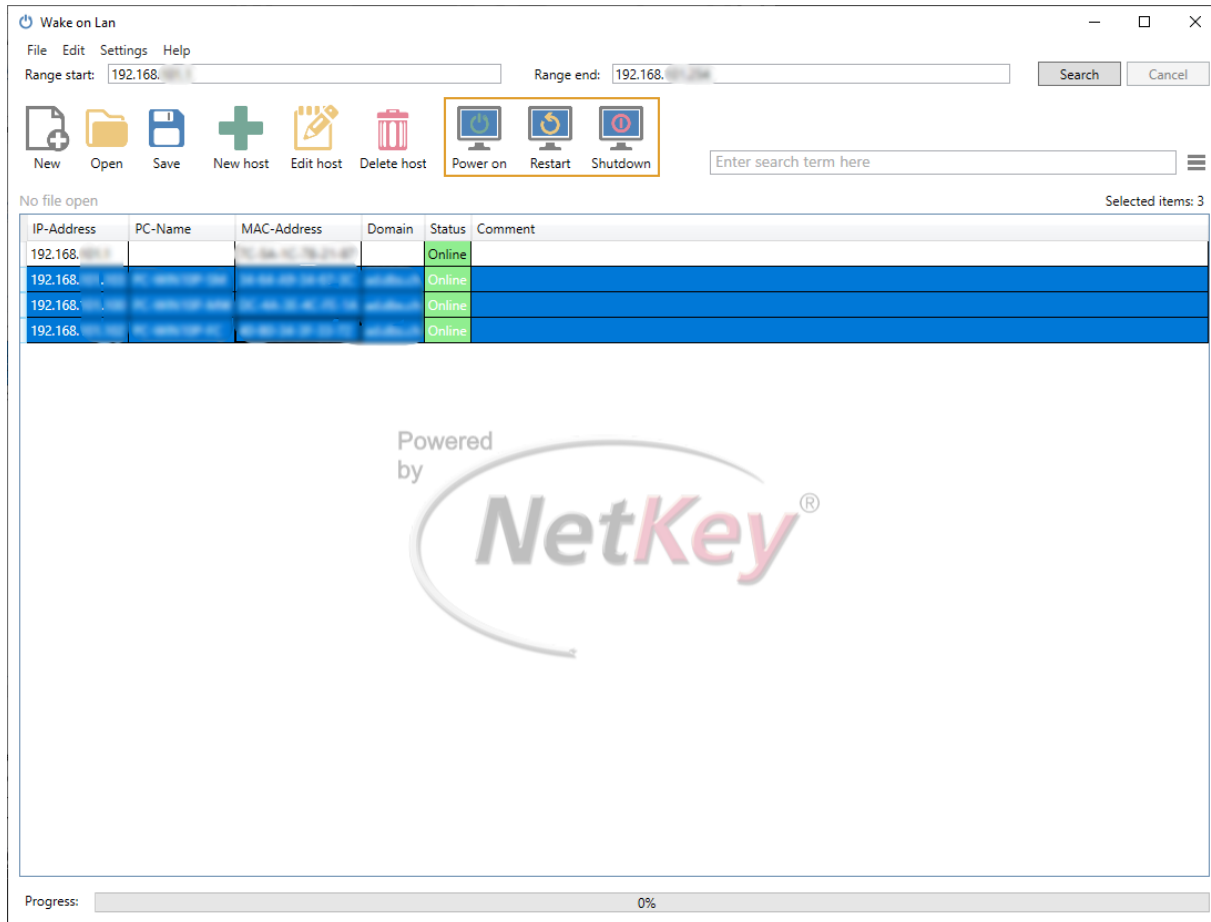 Wake on Lan
File Edit Settings Help
Range start: 192.168. Range end: 192.168. Search Cancel
New Open Save New host Edit host Delete host Power on Restart Shutdown Enter search term here
No file open Selected items: 3
IP-Address PC-Name MAC-Address Domain Status Comment
192.168. Online
192.168. Online
192.168. Online
192.168. Online
Powered
by
NetKey®
Progress: 0%